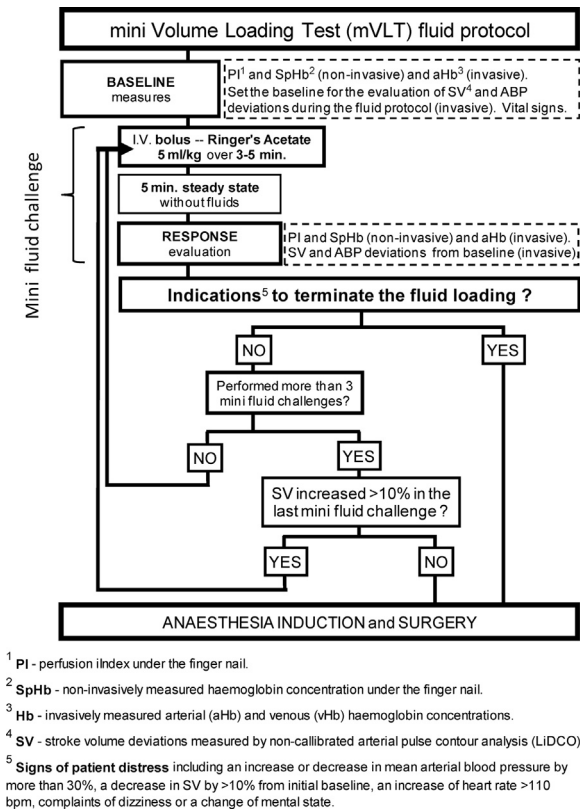 mini Volume Loading Test (mVLT) fluid protocol
BASELINE
measures
PI¹ and SpHb² (non-invasive) and aHb³ (invasive).
Set the baseline for the evaluation of SV⁴ and ABP
deviations during the fluid protocol (invasive). Vital signs.
Mini fluid challenge
I.V. bolus -- Ringer's Acetate
5 ml/kg over 3-5 min.
5 min. steady state
without fluids
RESPONSE
evaluation
PI and SpHb (non-invasive) and aHb (invasive).
SV and ABP deviations from baseline (invasive)
Indications⁵ to terminate the fluid loading ?
NO
YES
Performed more than 3
mini fluid challenges?
NO
YES
SV increased >10% in the
last mini fluid challenge ?
YES
NO
ANAESTHESIA INDUCTION and SURGERY
¹ PI - perfusion iIndex under the finger nail.
² SpHb - non-invasively measured haemoglobin concentration under the finger nail.
³ Hb - invasively measured arterial (aHb) and venous (vHb) haemoglobin concentrations.
⁴ SV - stroke volume deviations measured by non-callibrated arterial pulse contour analysis (LiDCO)
⁵ Signs of patient distress including an increase or decrease in mean arterial blood pressure by
more than 30%, a decrease in SV by >10% from initial baseline, an increase of heart rate >110
bpm, complaints of dizziness or a change of mental state.